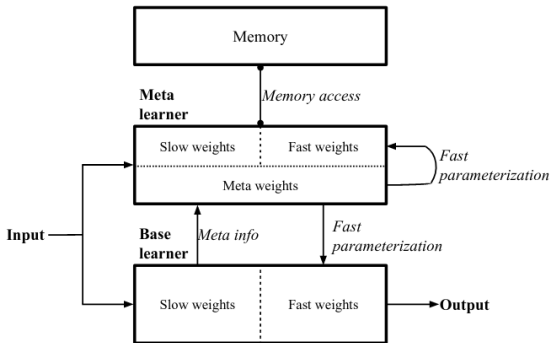 Memory
Meta
learner
Memory access
Slow weights
Fast weights
Fast
parameterization
Meta weights
Input
Base
learner
Meta info
Fast
parameterization
Slow weights
Fast weights
Output